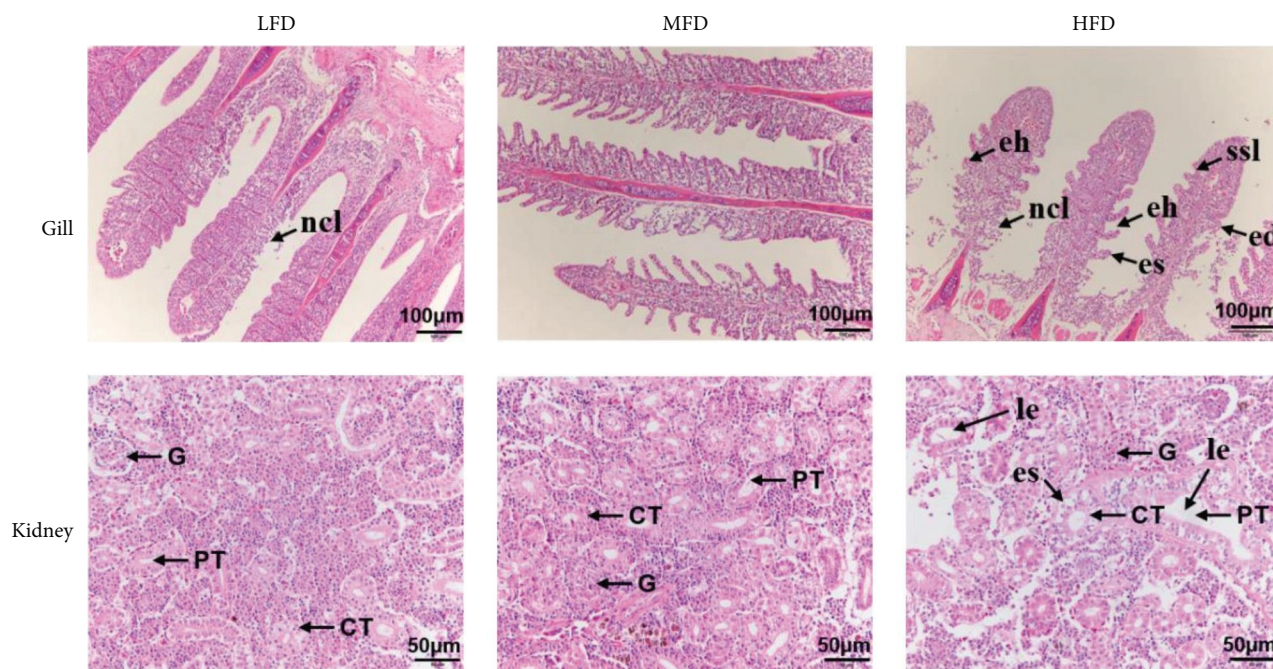 LFD MFD HFD
Gill
ncl
100μm
100μm
eh
ssl
ncl
eh
es
100μm
Kidney
G
PT
CT
50μm
PT
CT
G
50μm
le
G
le
es
CT
PT
50μm